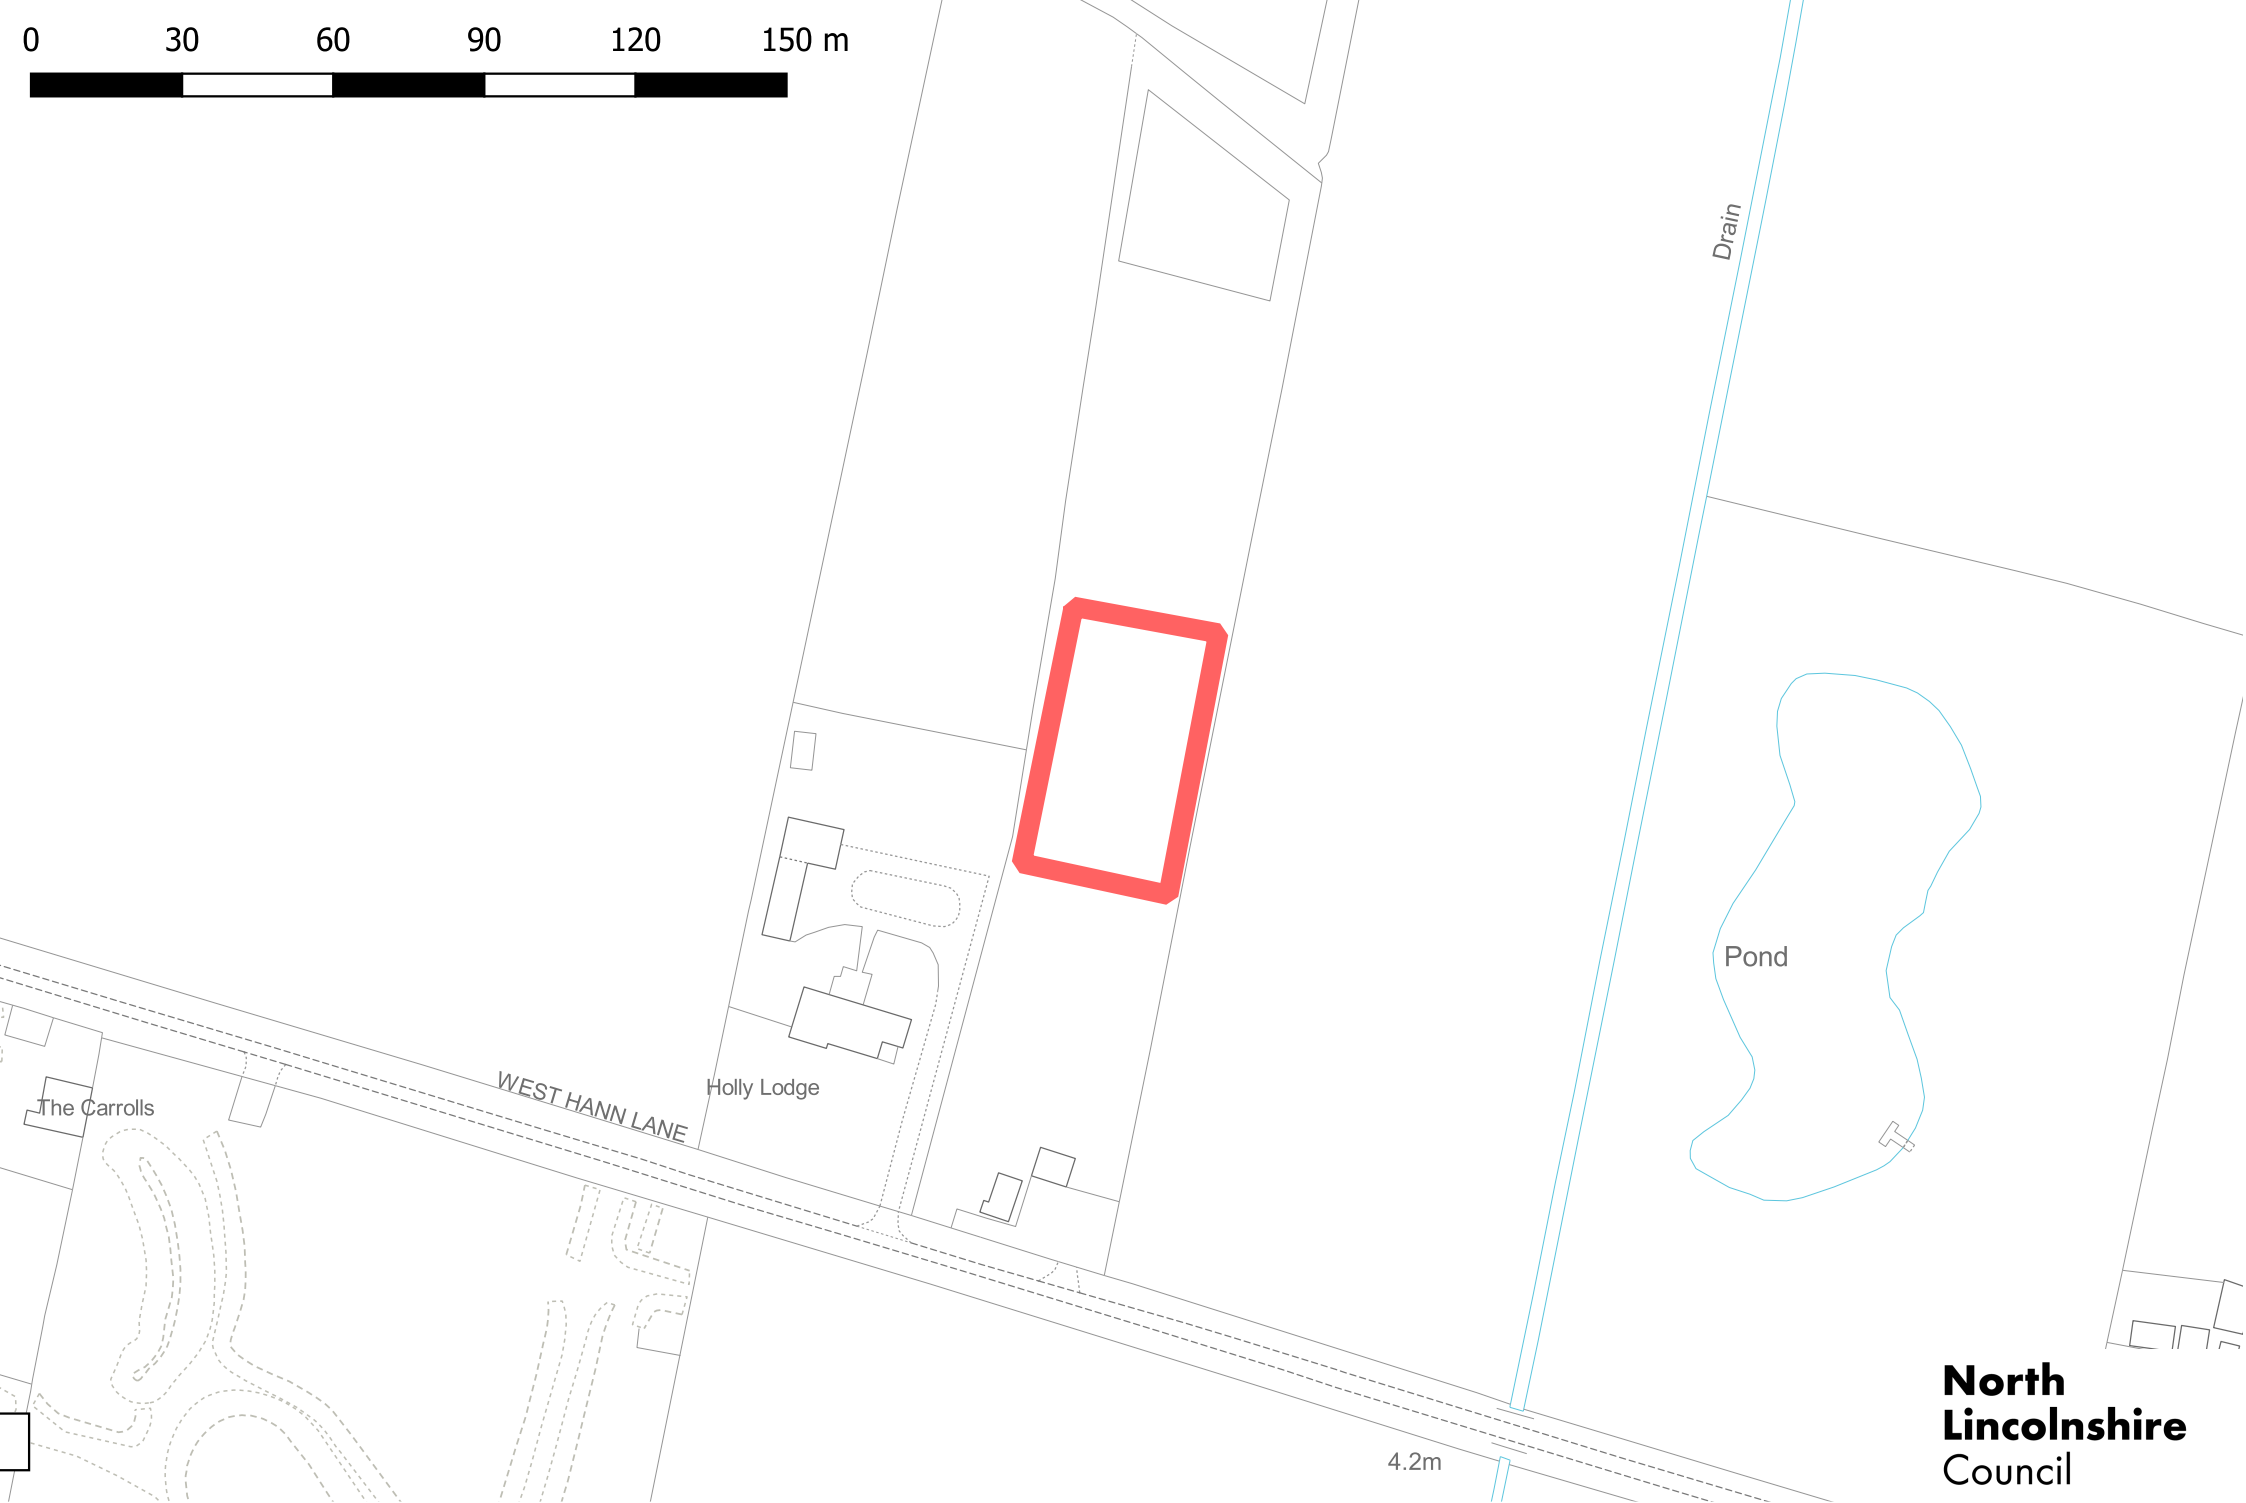 0 30 60 90 120 150 m
Drain
Pond
WEST HANN LANE
Holly Lodge
The Carrolls
4.2m
North
Lincolnshire
Council